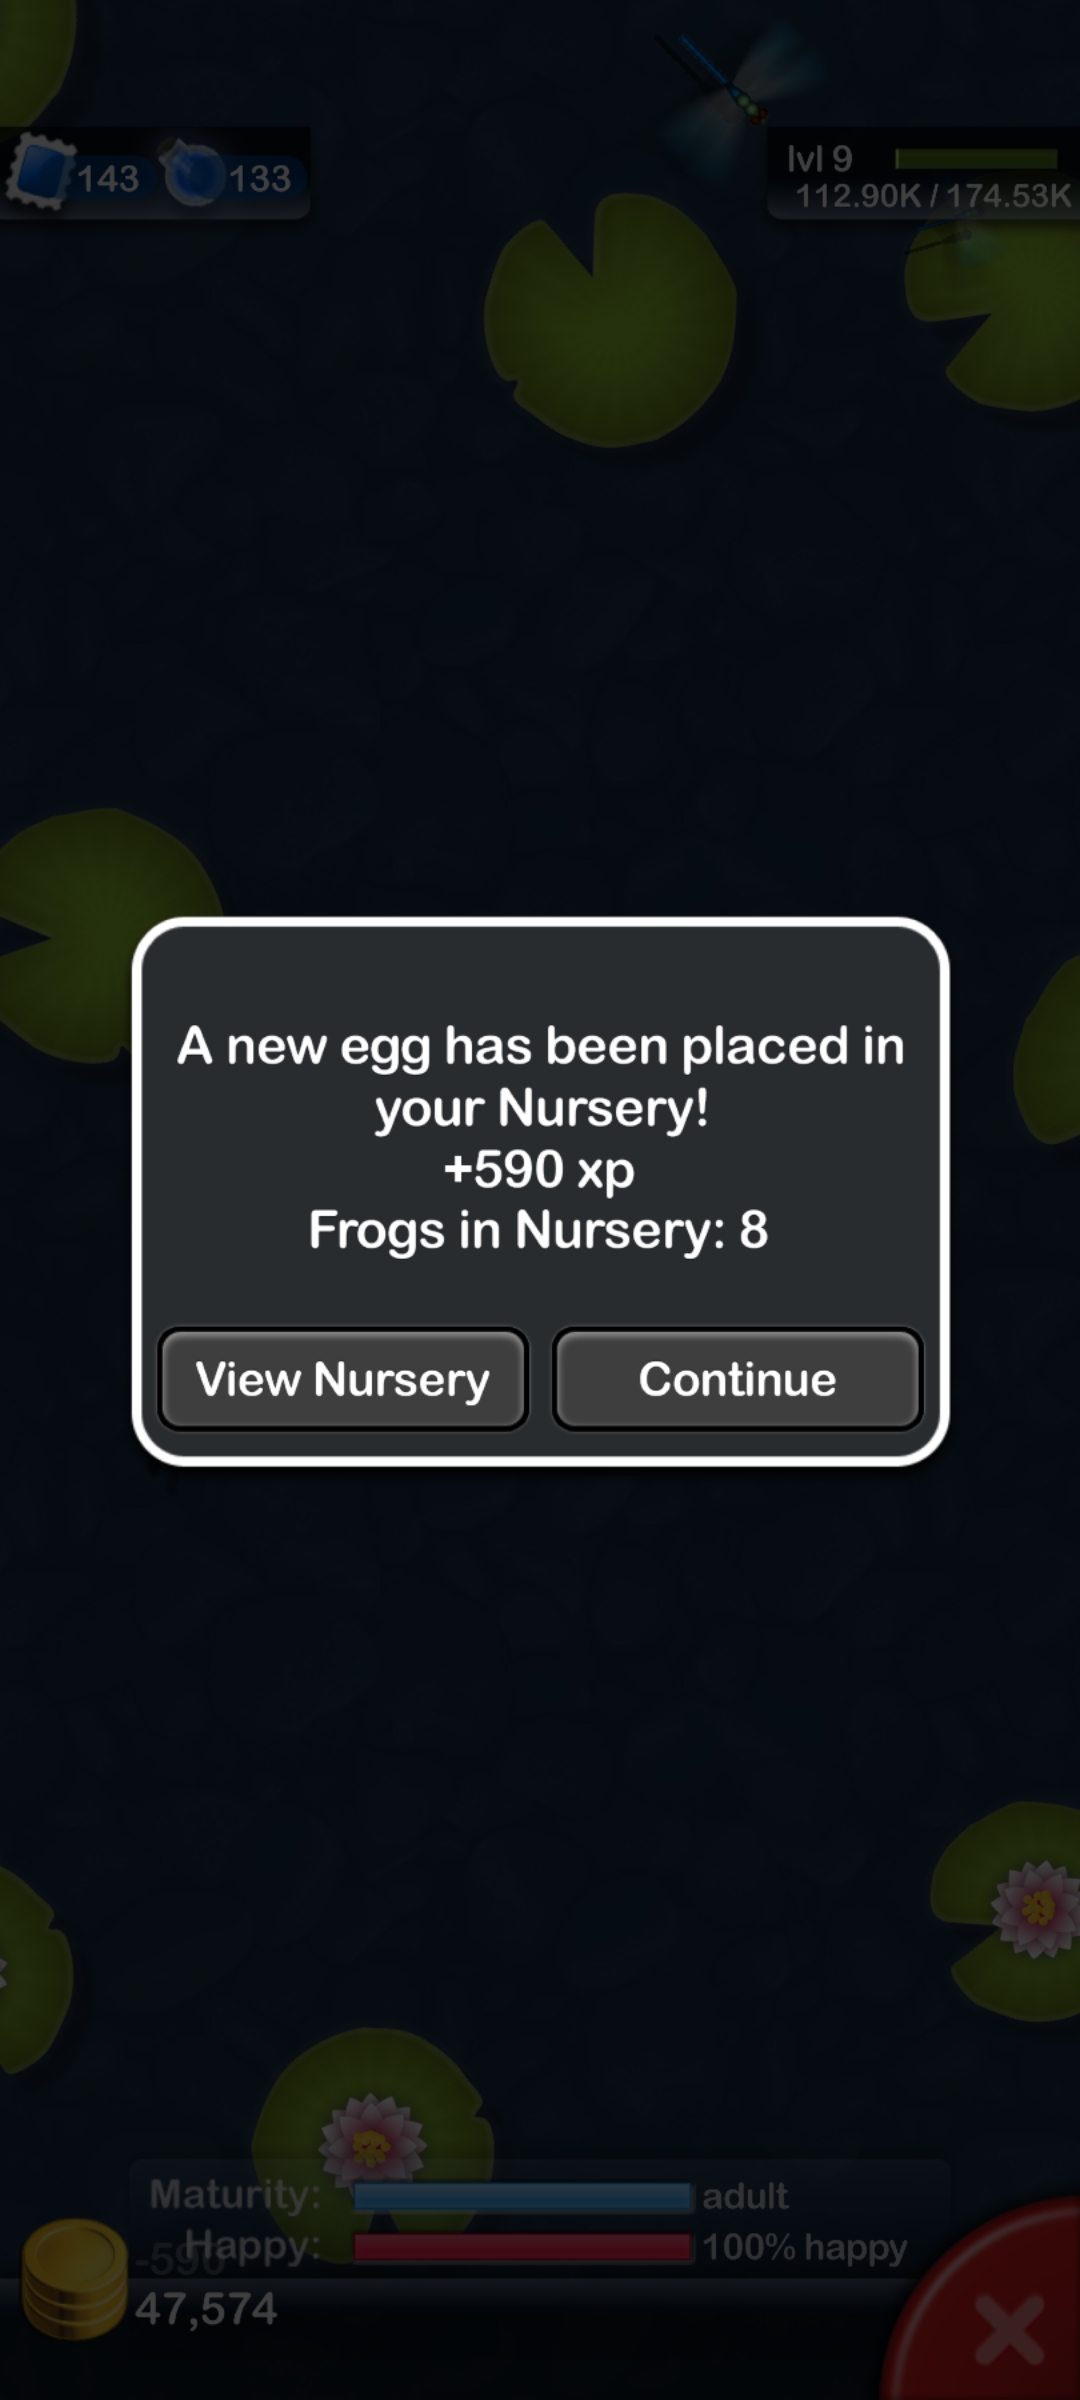 143
133
lvl 9
112.90K / 174.53K
A new egg has been placed in
your Nursery!
+590 xp
Frogs in Nursery: 8
View Nursery
Continue
Maturity:
adult
Happy:
100% happy
-590
47,574